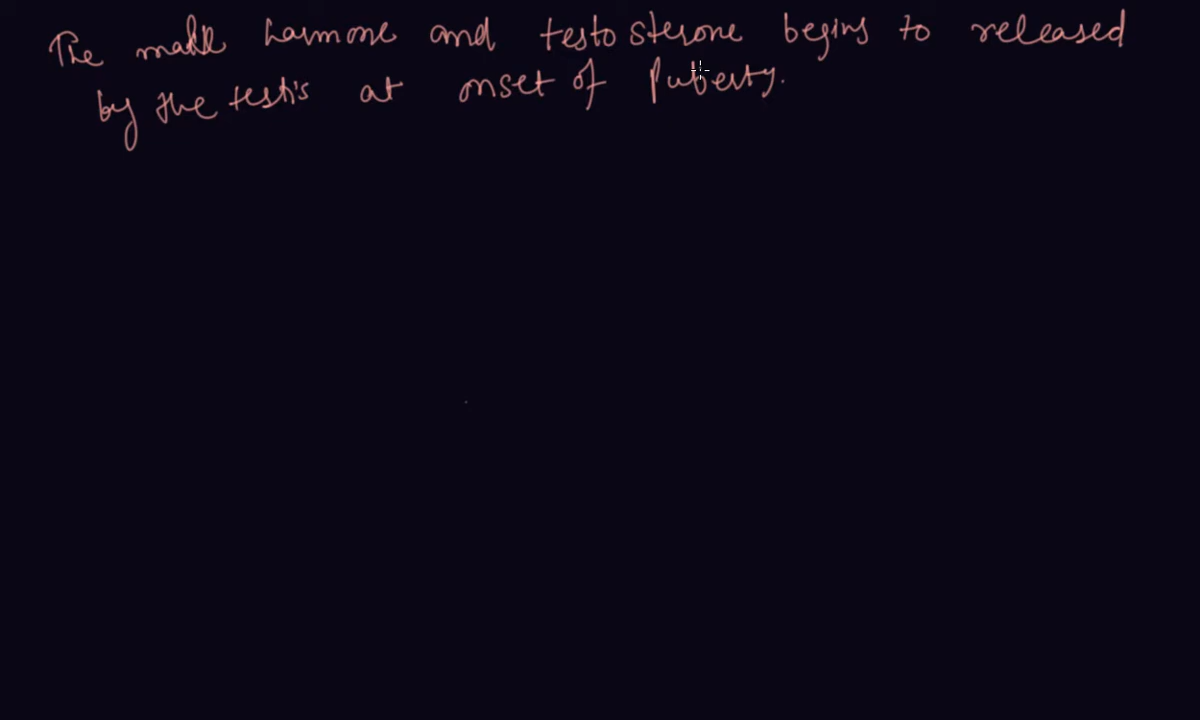 The male harmone and testosterone begins to released
by the testis at onset of Puberty.